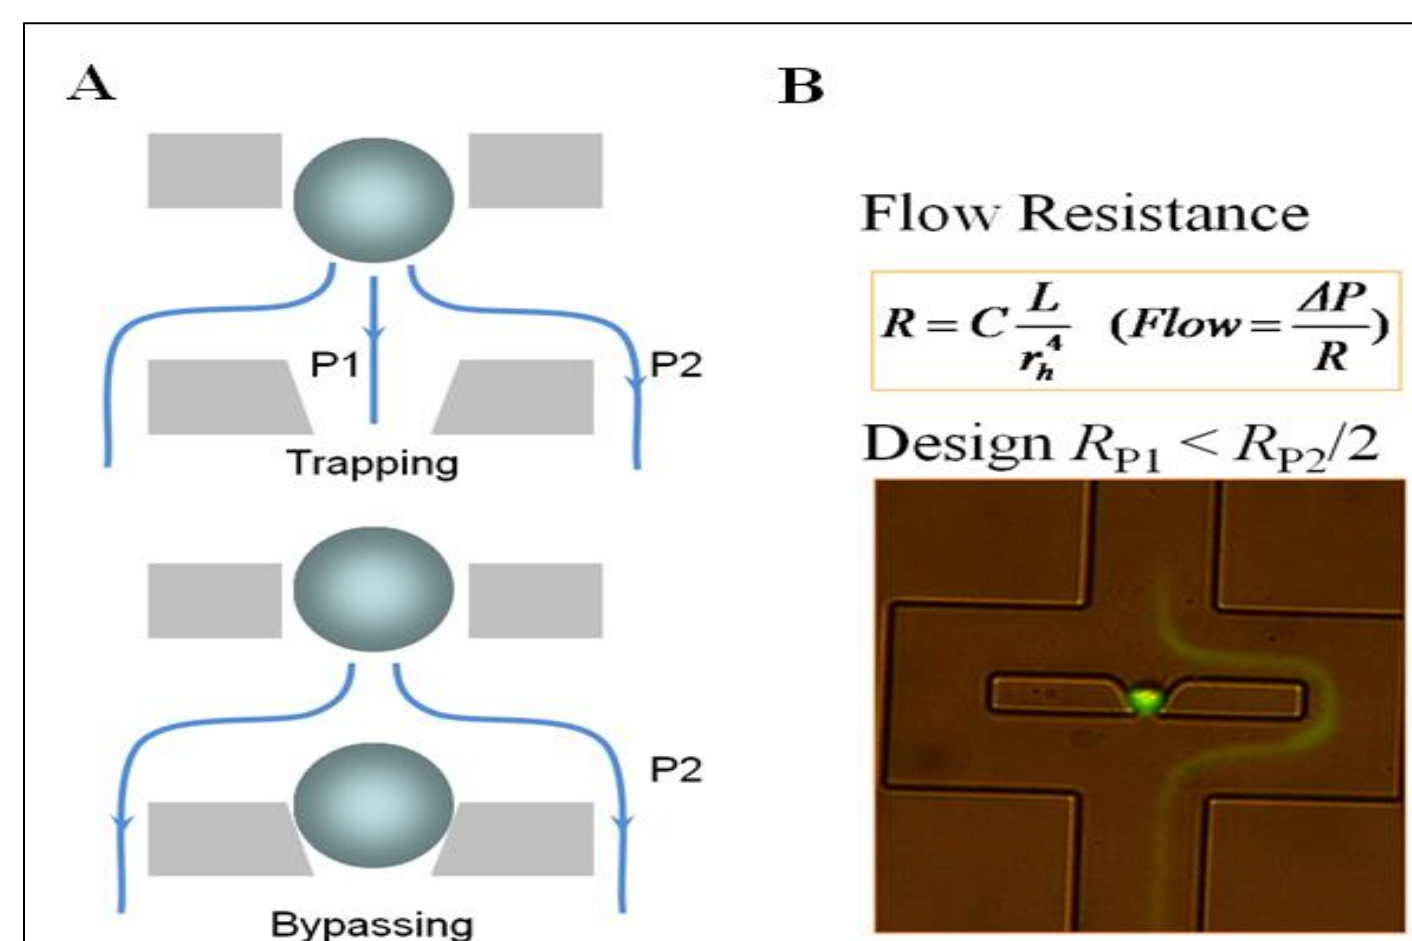 A
P1
P2
Trapping
P2
Bypassing
B
Flow Resistance
R = C L/r_h^4 (Flow = ΔP/R)
Design R_P1 < R_P2/2